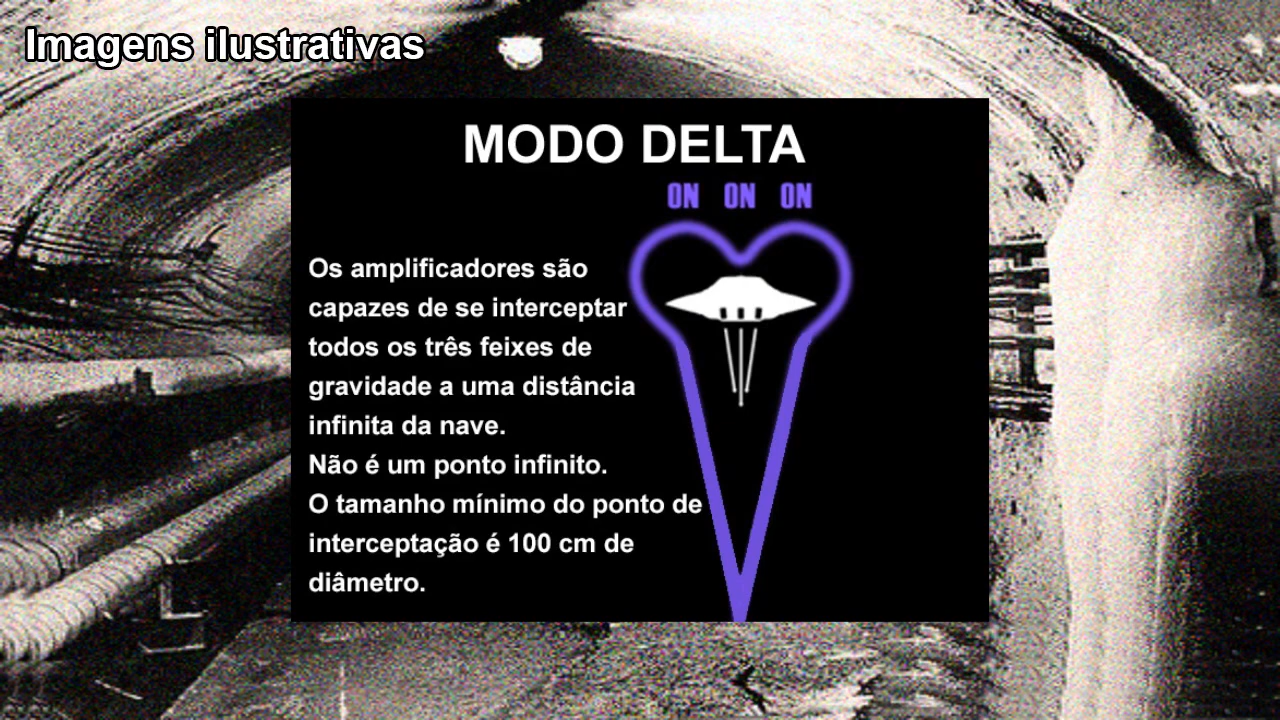 Imagens ilustrativas
MODO DELTA
ON ON ON
Os amplificadores são
capazes de se interceptar
todos os três feixes de
gravidade a uma distância
infinita da nave.
Não é um ponto infinito.
O tamanho mínimo do ponto de
interceptação é 100 cm de
diâmetro.